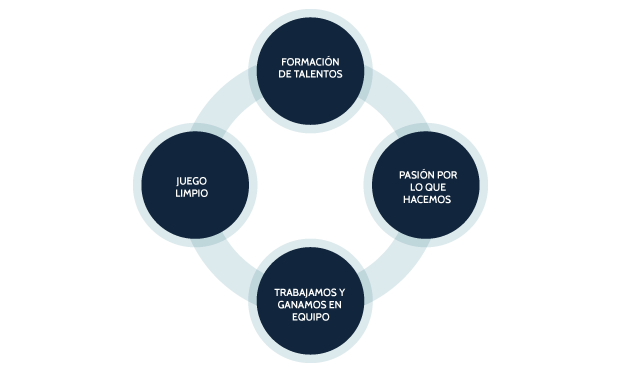 FORMACIÓN
DE TALENTOS
JUEGO
LIMPIO
PASIÓN POR
LO QUE
HACEMOS
TRABAJAMOS Y
GANAMOS EN
EQUIPO